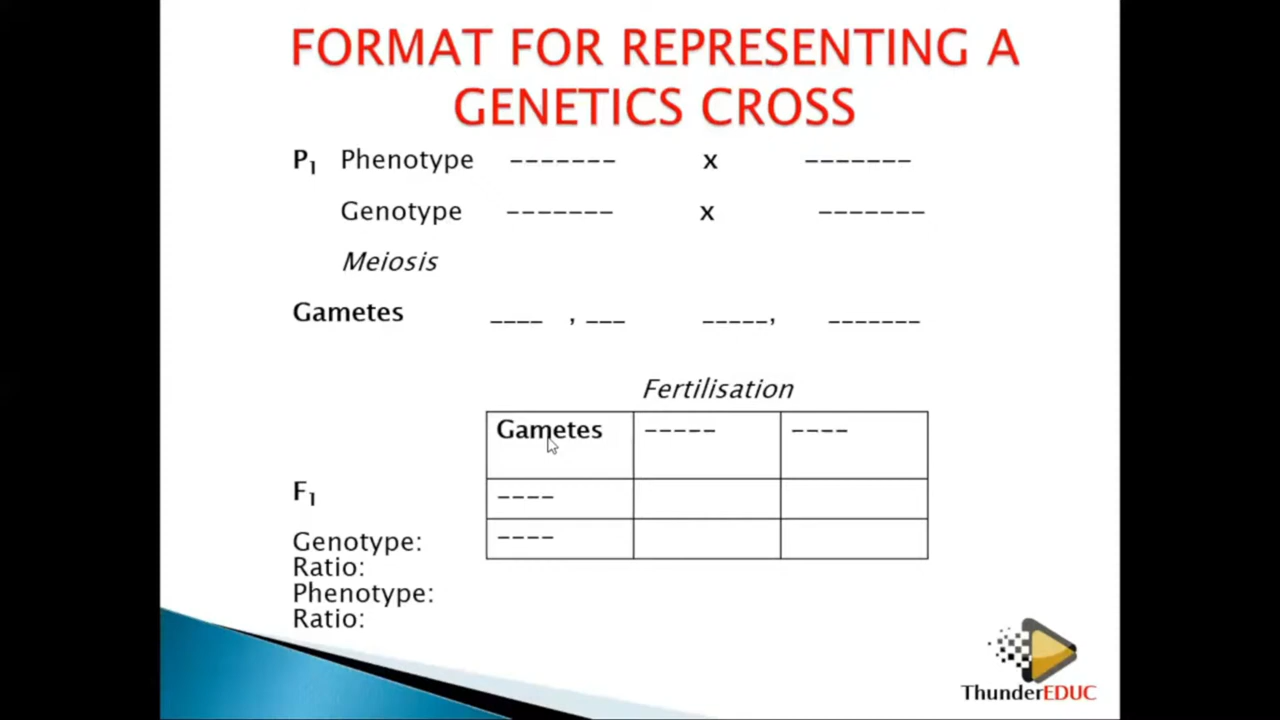 FORMAT FOR REPRESENTING A
GENETICS CROSS
P1 Phenotype ------- x -------
Genotype ------- x -------
Meiosis
Gametes ____ , ___ _____, _______
Fertilisation
Gametes ----- ----
F1 ----
----
Genotype:
Ratio:
Phenotype:
Ratio:
ThunderEDUC